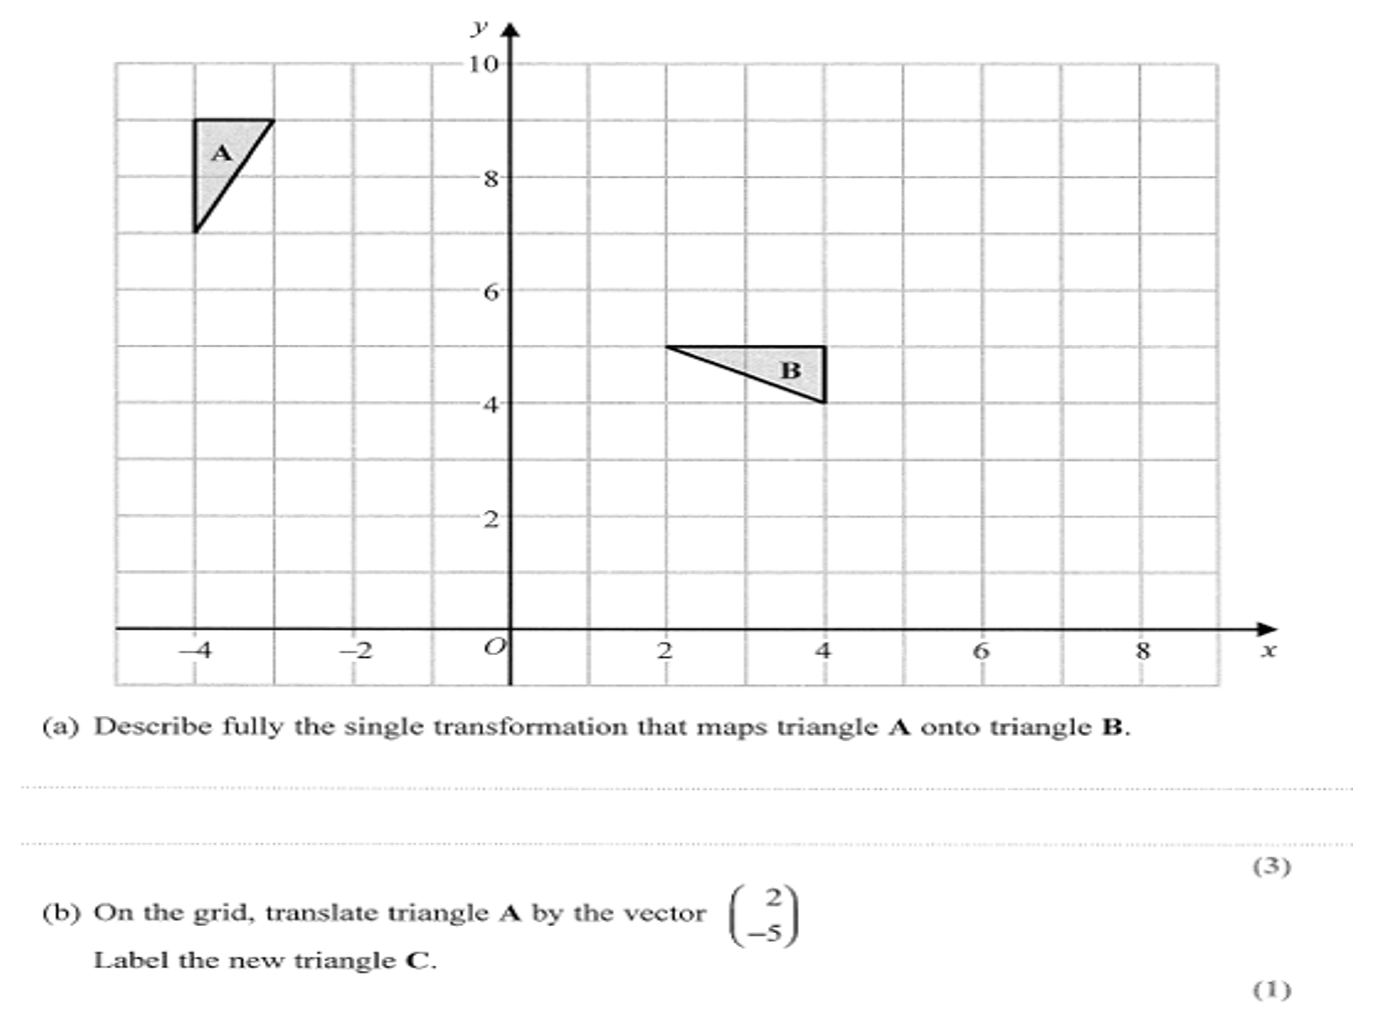 y
10
A
8
6
B
4
2
–4 –2 O 2 4 6 8 x
(a) Describe fully the single transformation that maps triangle A onto triangle B.
(3)
(b) On the grid, translate triangle A by the vector ( 2 –5 )
Label the new triangle C.
(1)